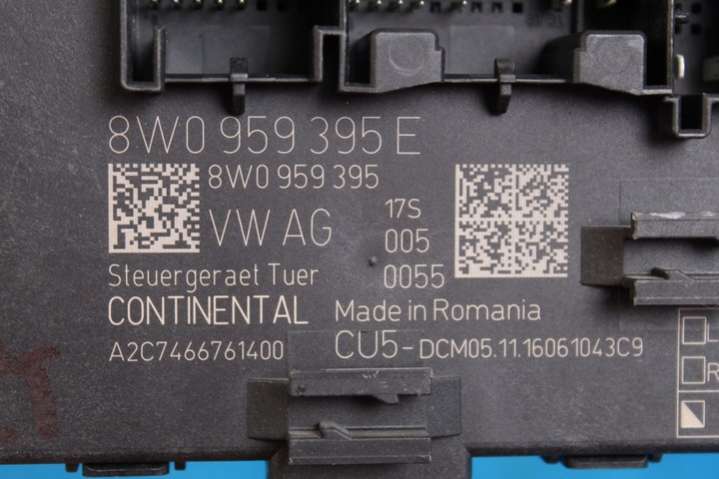 8W0 959 395 E
8W0 959 395
VW AG
17S
005
0055
Steuergeraet Tuer
CONTINENTAL
Made in Romania
A2C7466761400
CU5-DCM05.11.16061043C9
L
R